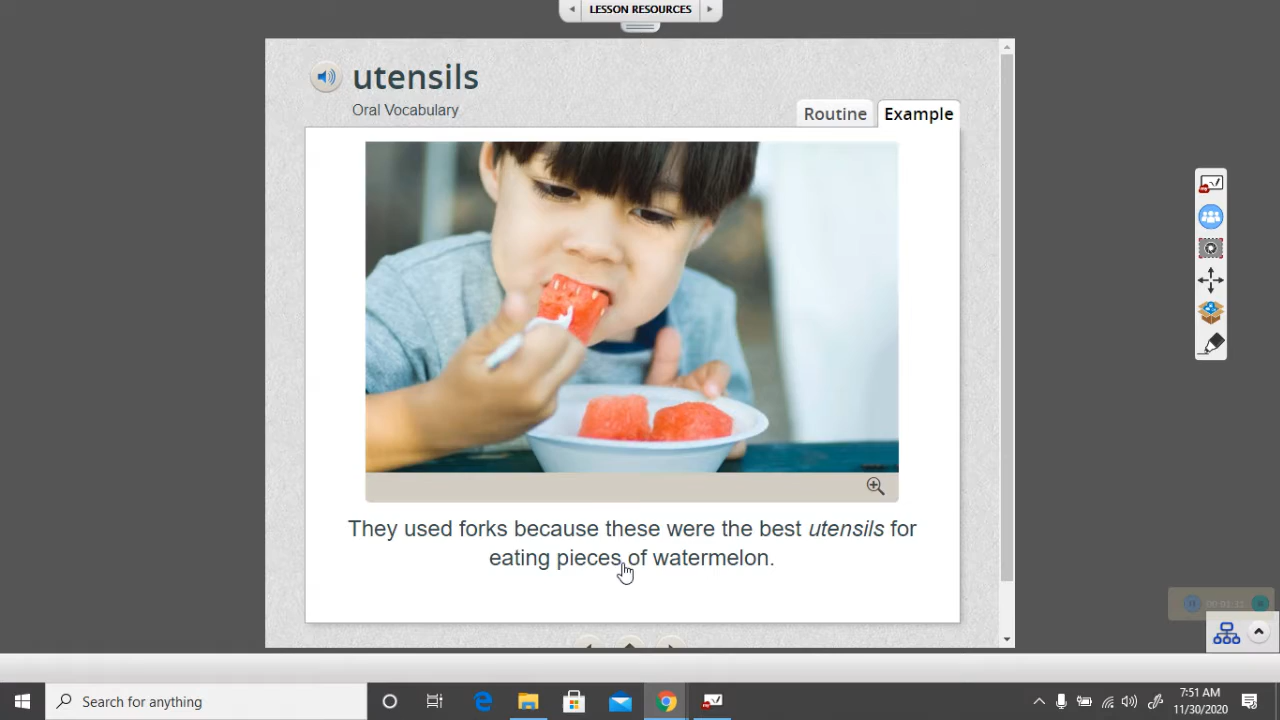 LESSON RESOURCES
utensils
Oral Vocabulary
Routine
Example
They used forks because these were the best utensils for
eating pieces of watermelon.
Search for anything
7:51 AM
11/30/2020